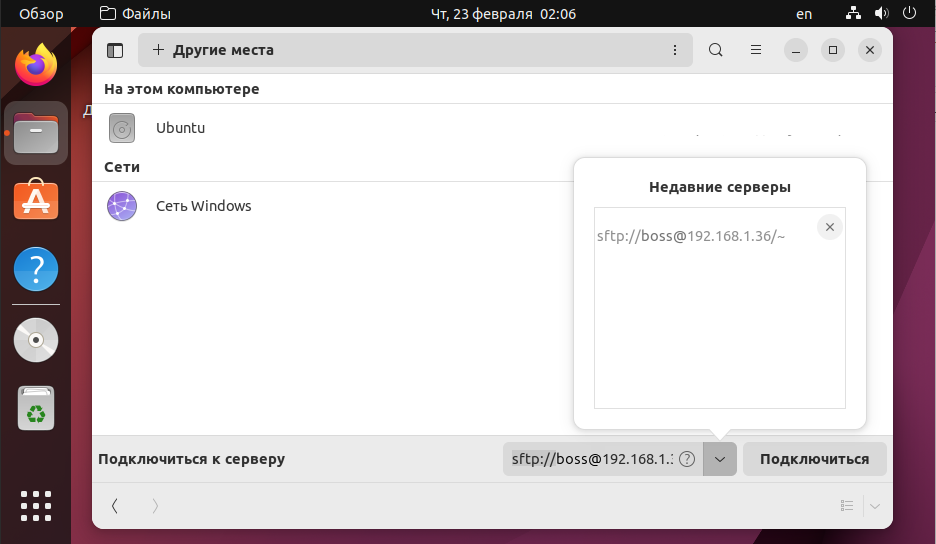 Обзор
Файлы
Чт, 23 февраля 02:06
en
+ Другие места
На этом компьютере
Ubuntu
Сети
Сеть Windows
Недавние серверы
sftp://boss@192.168.1.36/~
Подключиться к серверу
sftp://boss@192.168.1.
Подключиться